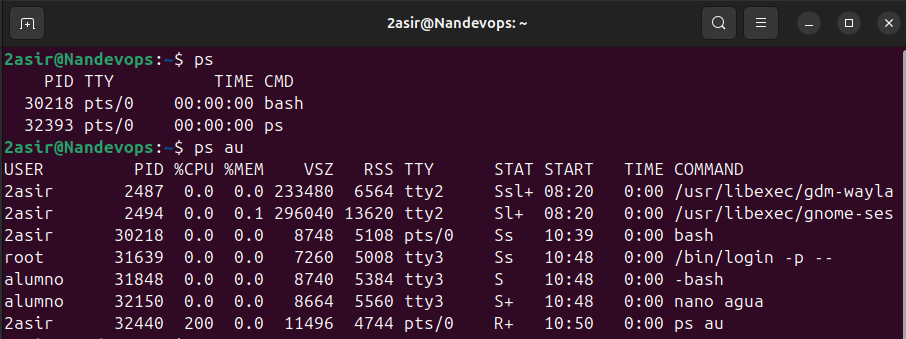 2asir@Nandevops: ~
2asir@Nandevops:~$ ps
    PID TTY          TIME CMD
  30218 pts/0    00:00:00 bash
  32393 pts/0    00:00:00 ps
2asir@Nandevops:~$ ps au
USER         PID %CPU %MEM    VSZ   RSS TTY      STAT START   TIME COMMAND
2asir       2487  0.0  0.0 233480  6564 tty2     Ssl+ 08:20   0:00 /usr/libexec/gdm-wayla
2asir       2494  0.0  0.1 296040 13620 tty2     Sl+  08:20   0:00 /usr/libexec/gnome-ses
2asir      30218  0.0  0.0   8748  5108 pts/0    Ss   10:39   0:00 bash
root       31639  0.0  0.0   7260  5008 tty3     Ss   10:48   0:00 /bin/login -p --
alumno     31848  0.0  0.0   8740  5384 tty3     S    10:48   0:00 -bash
alumno     32150  0.0  0.0   8664  5560 tty3     S+   10:48   0:00 nano agua
2asir      32440  200  0.0  11496  4744 pts/0    R+   10:50   0:00 ps au